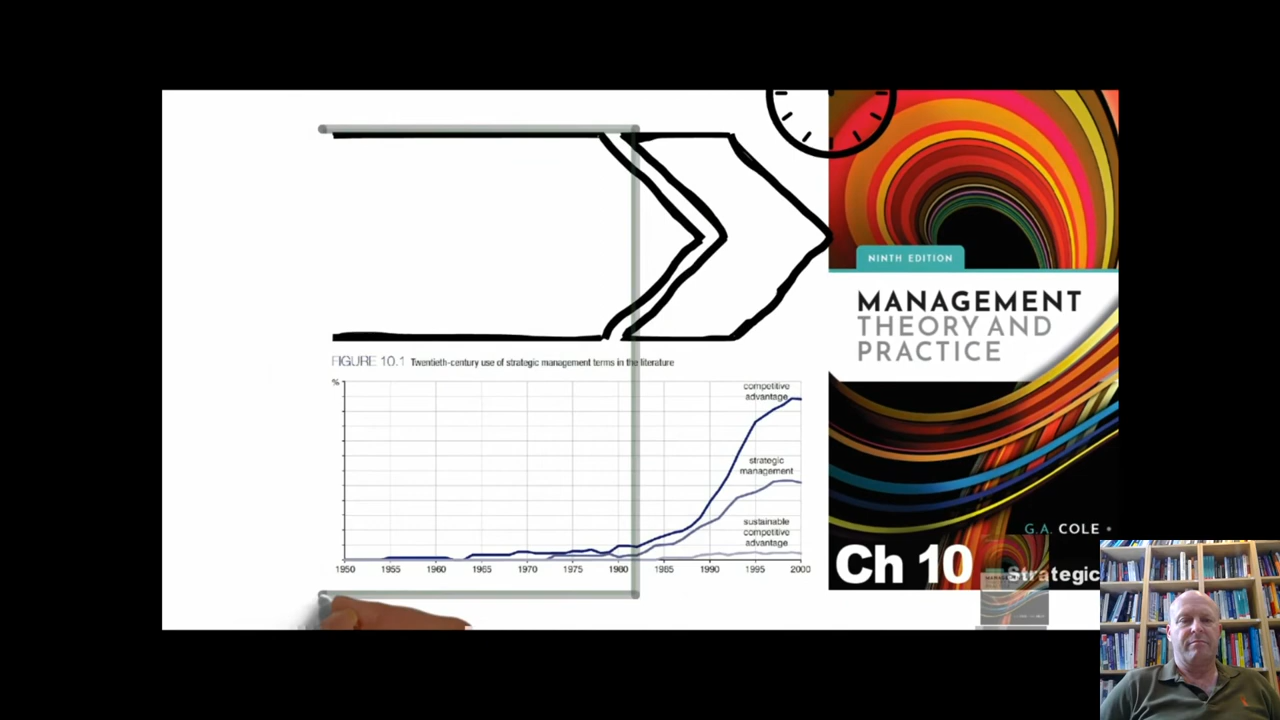 NINTH EDITION
MANAGEMENT
THEORY AND
PRACTICE
FIGURE 10.1 Twentieth-century use of strategic management terms in the literature
%
competitive
advantage
strategic
management
sustainable
competitive
advantage
1950 1955 1960 1965 1970 1975 1980 1985 1990 1995 2000
G.A. COLE •
Ch 10
Strategic